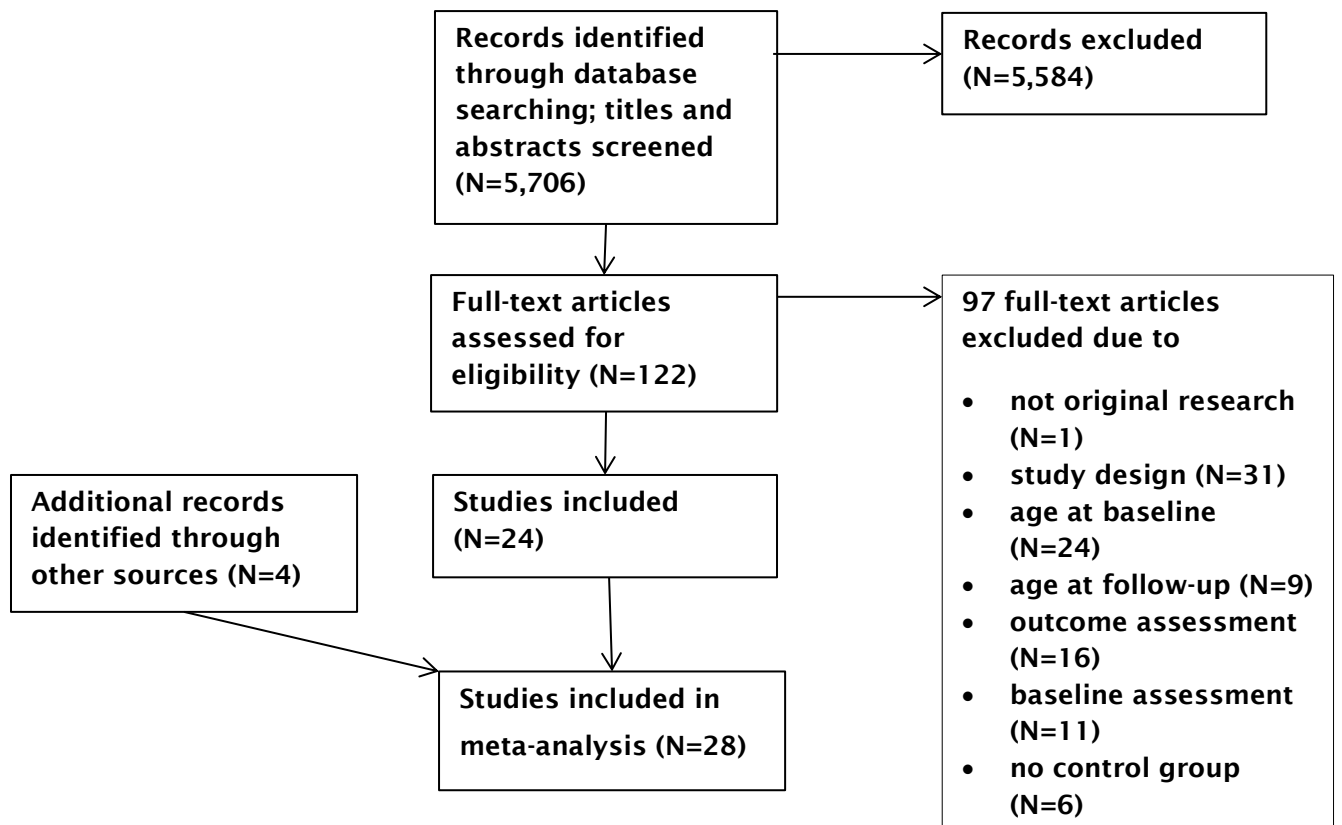 Records identified
through database
searching; titles and
abstracts screened
(N=5,706)
Records excluded
(N=5,584)
Full-text articles
assessed for
eligibility (N=122)
97 full-text articles
excluded due to
• not original research
(N=1)
• study design (N=31)
• age at baseline
(N=24)
• age at follow-up (N=9)
• outcome assessment
(N=16)
• baseline assessment
(N=11)
• no control group
(N=6)
Studies included
(N=24)
Additional records
identified through
other sources (N=4)
Studies included in
meta-analysis (N=28)